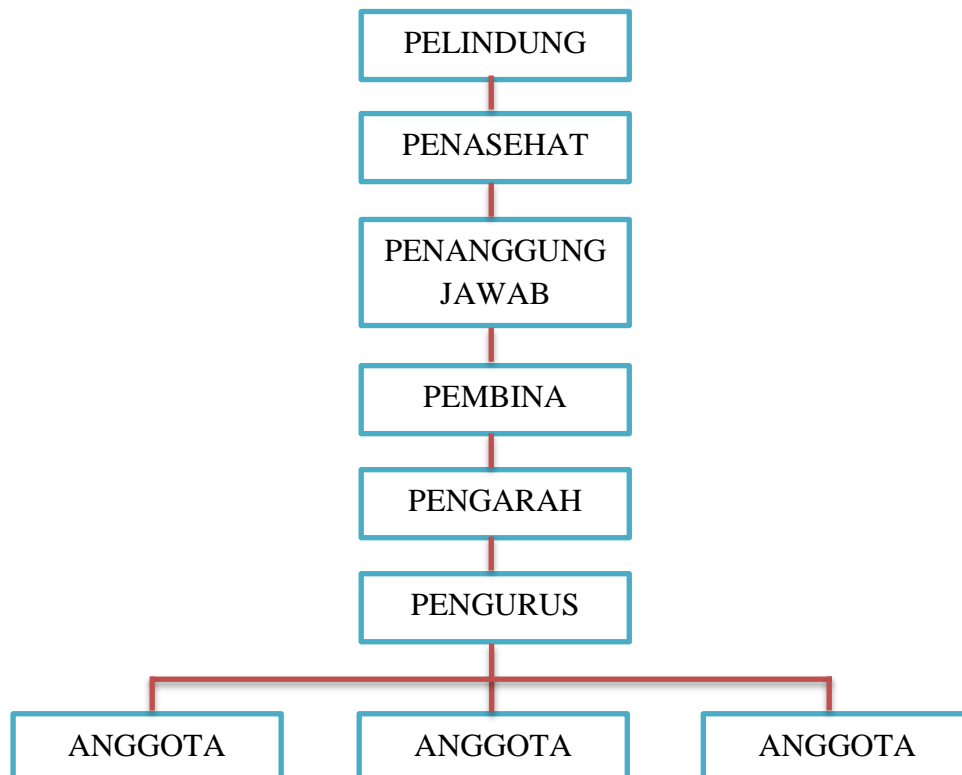 PELINDUNG
PENASEHAT
PENANGGUNG
JAWAB
PEMBINA
PENGARAH
PENGURUS
ANGGOTA
ANGGOTA
ANGGOTA